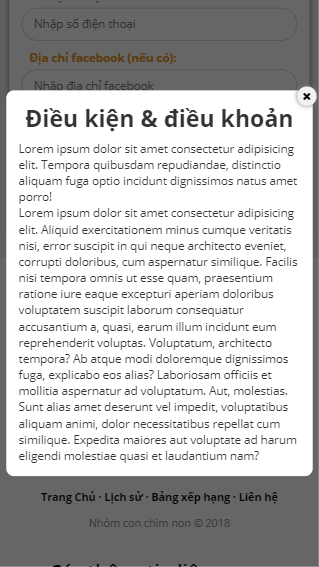 Nhập số điện thoại
Địa chỉ facebook (nếu có):
Nhập địa chỉ facebook
×
Điều kiện & điều khoản
Lorem ipsum dolor sit amet consectetur adipisicing
elit. Tempora quibusdam repudiandae, distinctio
aliquam fuga optio incidunt dignissimos natus amet
porro!
Lorem ipsum dolor sit amet consectetur adipisicing
elit. Aliquid exercitationem minus cumque veritatis
nisi, error suscipit in qui neque architecto eveniet,
corrupti doloribus, cum aspernatur similique. Facilis
nisi tempora omnis ut esse quam, praesentium
ratione iure eaque excepturi aperiam doloribus
voluptatem suscipit laborum consequatur
accusantium a, quasi, earum illum incidunt eum
reprehenderit voluptas. Voluptatum, architecto
tempora? Ab atque modi doloremque dignissimos
fuga, explicabo eos alias? Laboriosam officiis et
mollitia aspernatur ad voluptatum. Aut, molestias.
Sunt alias amet deserunt vel impedit, voluptatibus
aliquam animi, dolor necessitatibus repellat cum
similique. Expedita maiores aut voluptate ad harum
eligendi molestiae quasi et laudantium nam?
Trang Chủ · Lịch sử · Bảng xếp hạng · Liên hệ
Nhóm con chim non © 2018